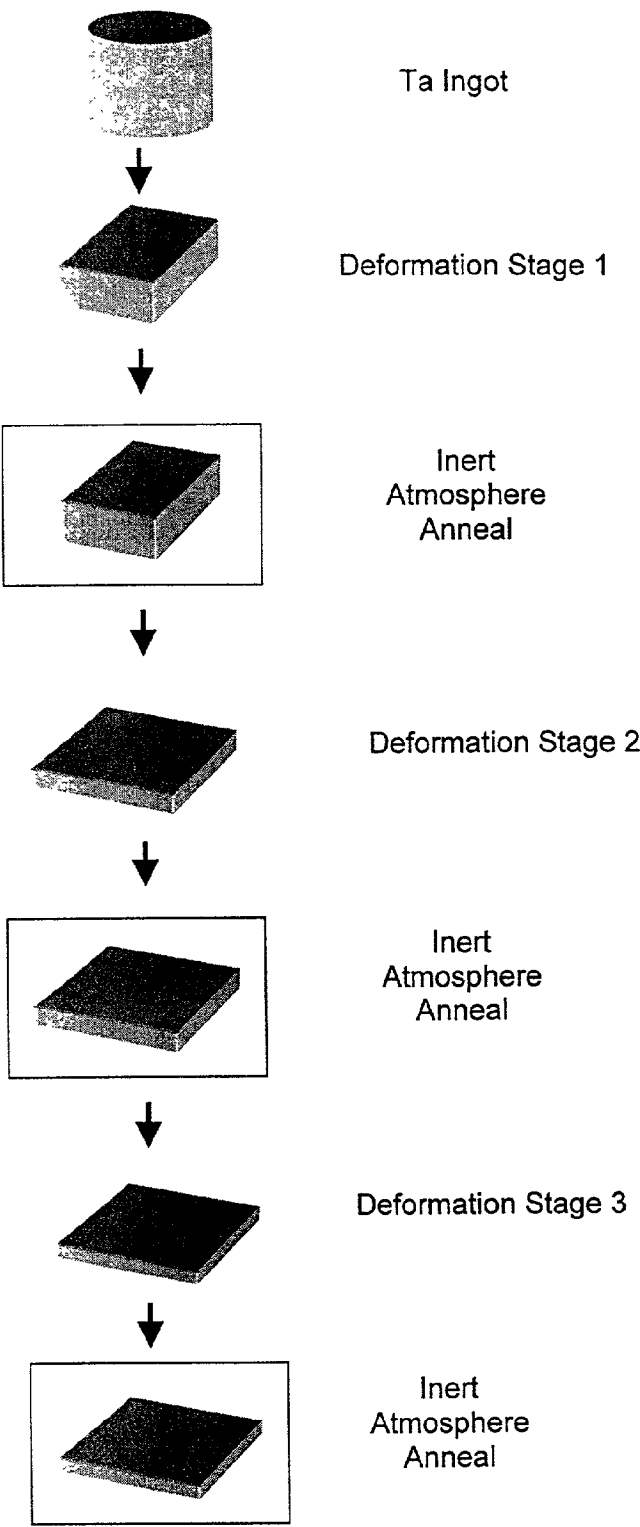 Ta Ingot
Deformation Stage 1
Inert
Atmosphere
Anneal
Deformation Stage 2
Inert
Atmosphere
Anneal
Deformation Stage 3
Inert
Atmosphere
Anneal